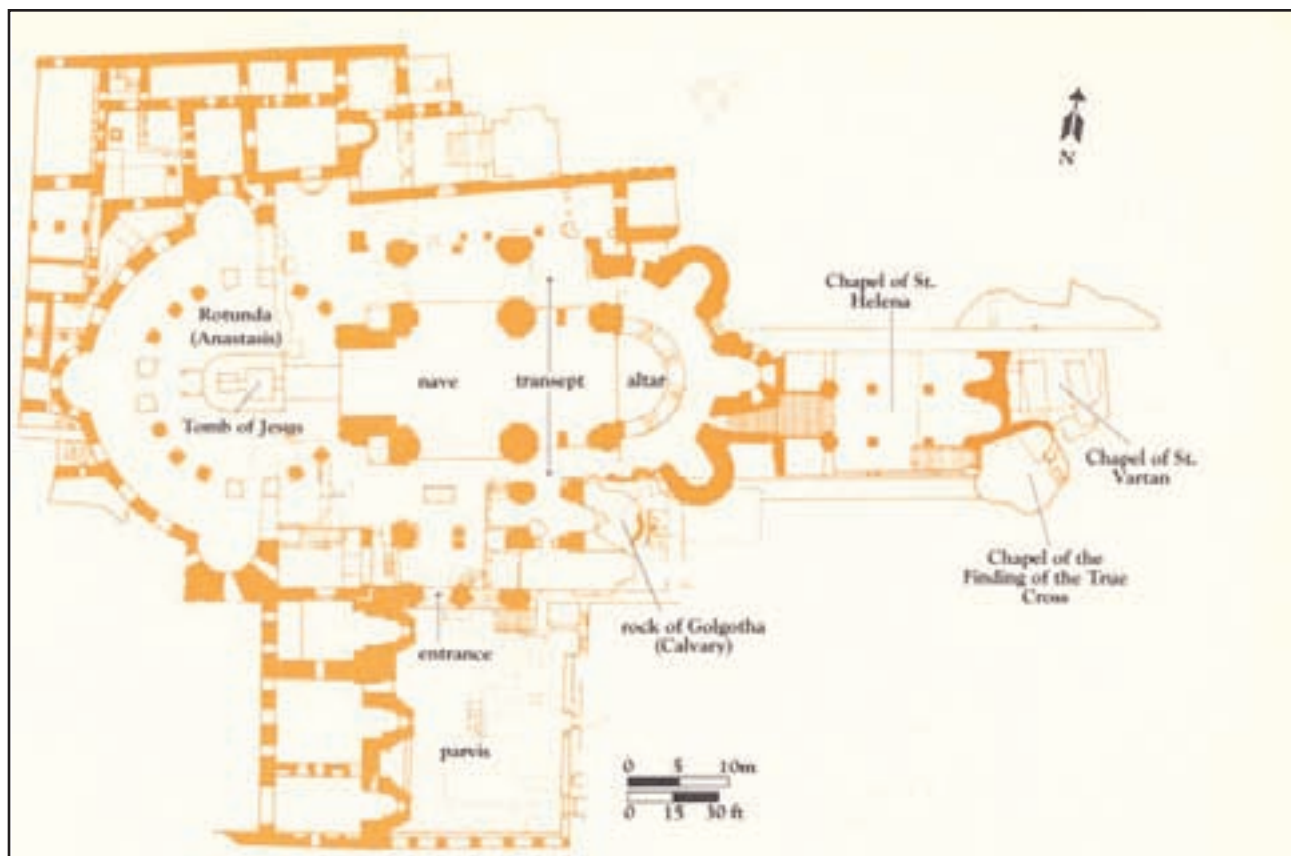 N
Chapel of St.
Helena
Rotunda
(Anastasis)
nave
transept
altar
Tomb of Jesus
Chapel of St.
Vartan
Chapel of the
Finding of the True
Cross
rock of Golgotha
(Calvary)
entrance
parvis
0 5 10m
0 15 30 ft